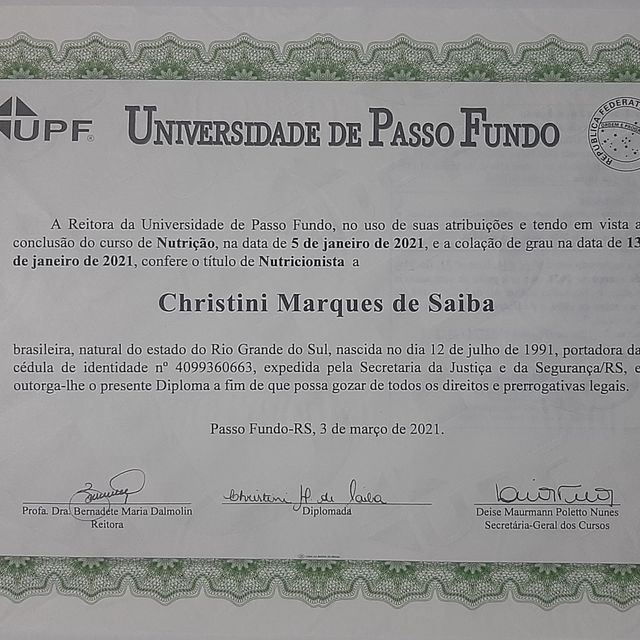 UPF®
UNIVERSIDADE DE PASSO FUNDO
REPÚBLICA FEDERAT
ORDEM E PROGR
A Reitora da Universidade de Passo Fundo, no uso de suas atribuições e tendo em vista a
conclusão do curso de Nutrição, na data de 5 de janeiro de 2021, e a colação de grau na data de 13
de janeiro de 2021, confere o título de Nutricionista a
Christini Marques de Saiba
brasileira, natural do estado do Rio Grande do Sul, nascida no dia 12 de julho de 1991, portadora da
cédula de identidade nº 4099360663, expedida pela Secretaria da Justiça e da Segurança/RS, e
outorga-lhe o presente Diploma a fim de que possa gozar de todos os direitos e prerrogativas legais.
Passo Fundo-RS, 3 de março de 2021.
Christini M. de Saiba
Profa. Dra. Bernadete Maria Dalmolin
Reitora
Diplomada
Deise Maurmann Poletto Nunes
Secretária-Geral dos Cursos